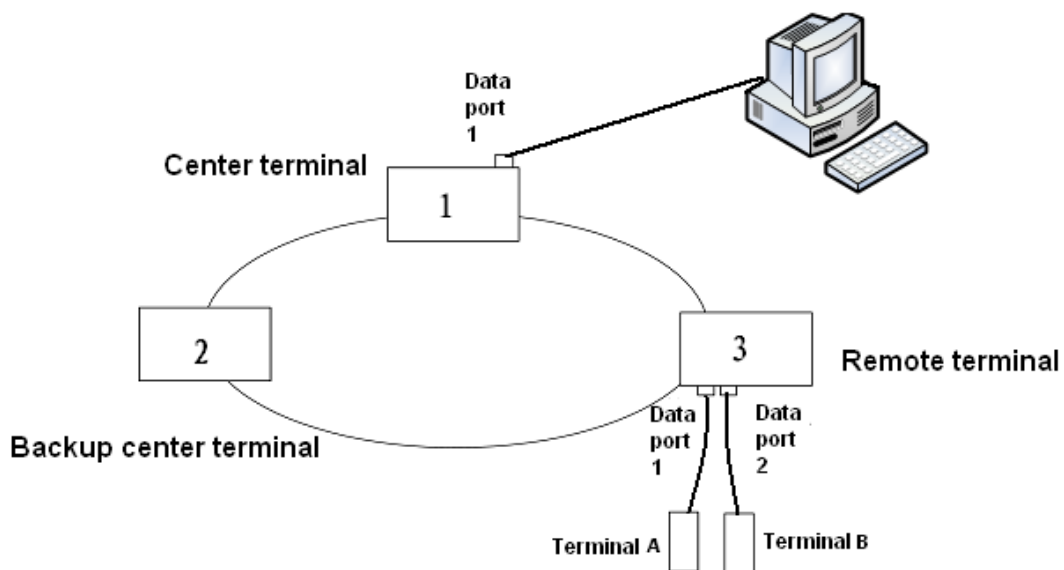 Data
port
1
Center terminal
1
2
3
Remote terminal
Backup center terminal
Data
port
1
Data
port
2
Terminal A
Terminal B